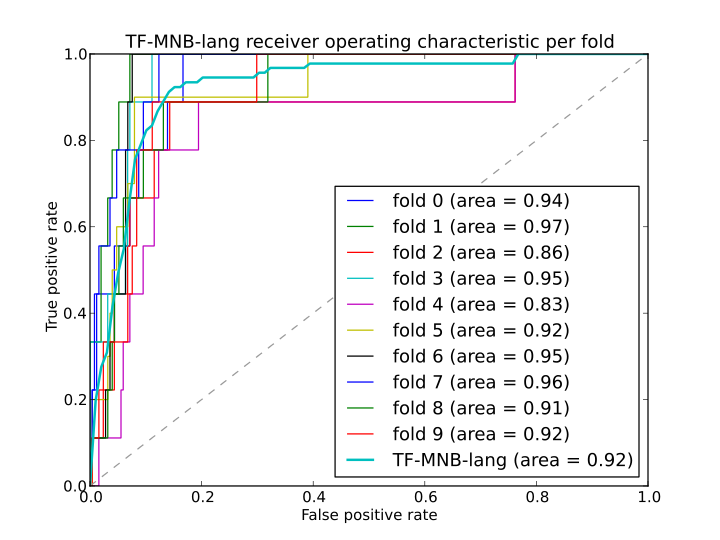 TF-MNB-lang receiver operating characteristic per fold
1.0
0.8
0.6
0.4
0.2
0.0
True positive rate
fold 0 (area = 0.94)
fold 1 (area = 0.97)
fold 2 (area = 0.86)
fold 3 (area = 0.95)
fold 4 (area = 0.83)
fold 5 (area = 0.92)
fold 6 (area = 0.95)
fold 7 (area = 0.96)
fold 8 (area = 0.91)
fold 9 (area = 0.92)
TF-MNB-lang (area = 0.92)
0.0 0.2 0.4 0.6 0.8 1.0
False positive rate